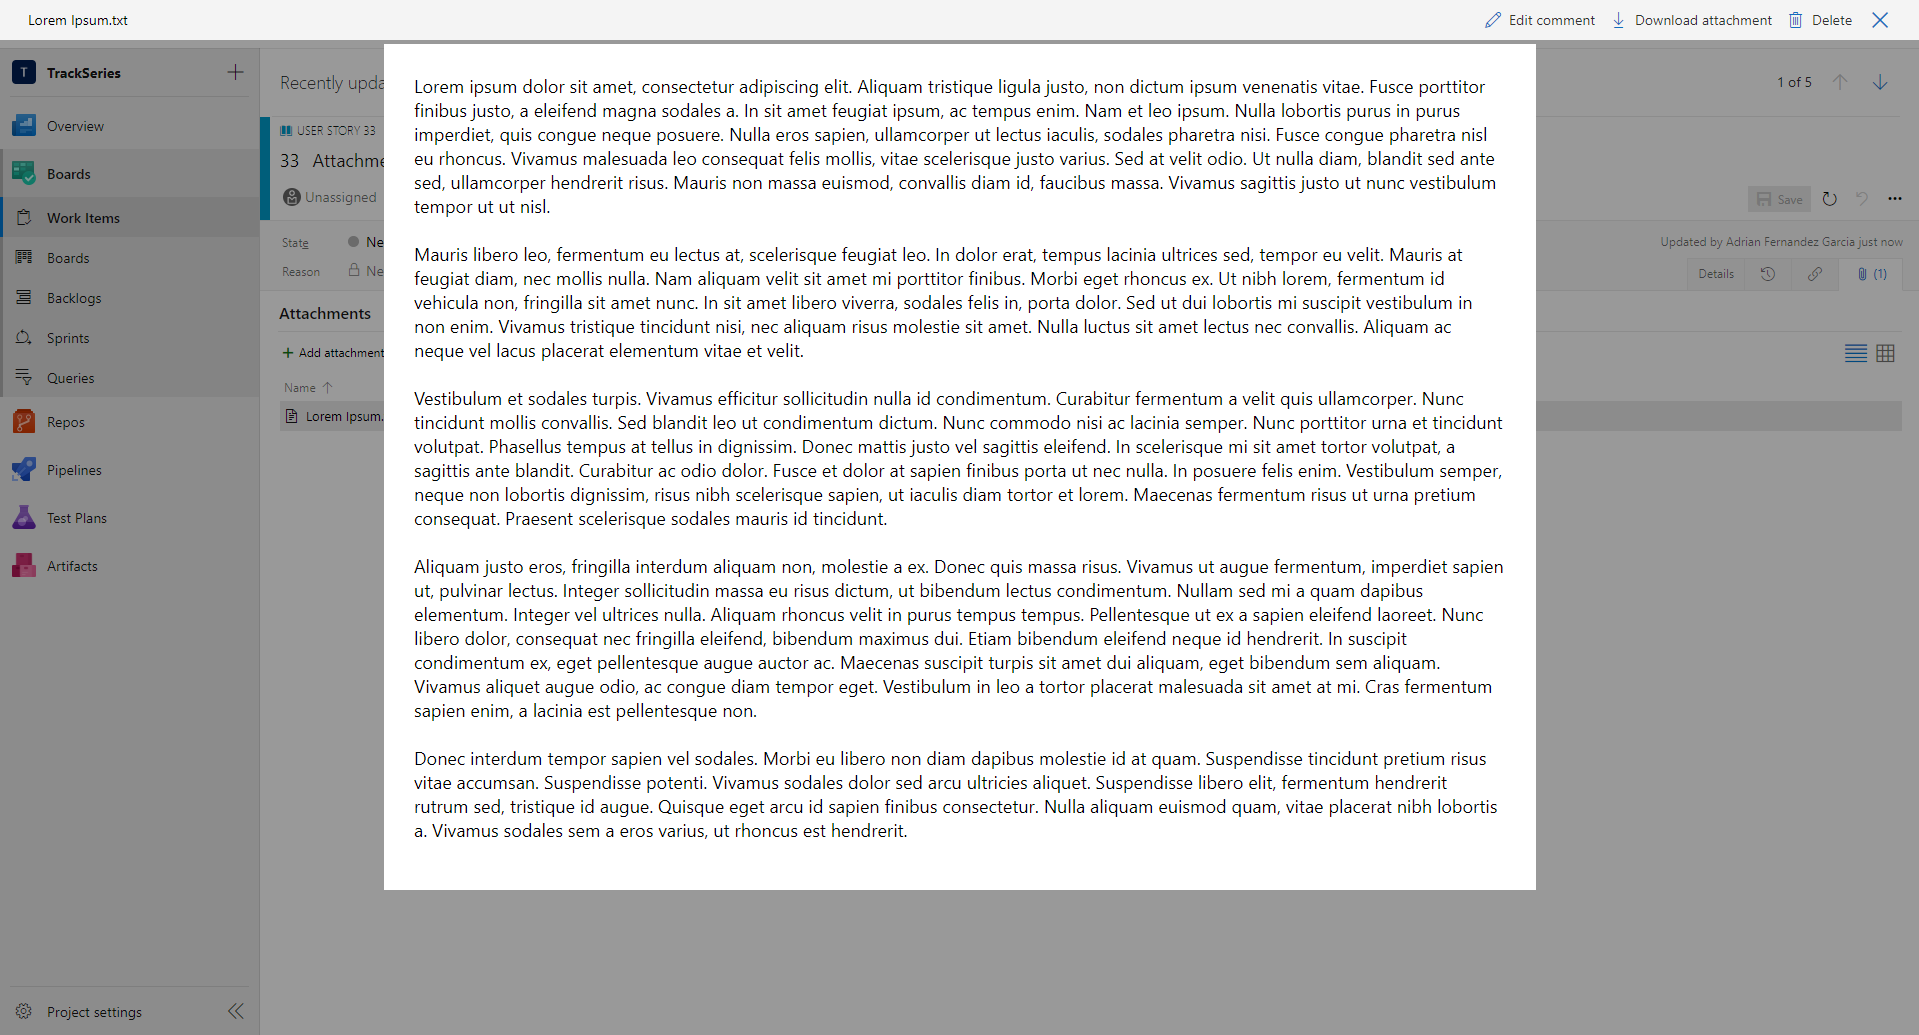 Lorem Ipsum.txt
Edit comment
Download attachment
Delete
T
TrackSeries
Recently upda
1 of 5
Overview
USER STORY 33
Boards
33 Attachme
Work Items
Unassigned
Save
Boards
State
Ne
Updated by Adrian Fernandez Garcia just now
Reason
Ne
Details
(1)
Backlogs
Attachments
Sprints
Add attachment
Queries
Name
Repos
Lorem Ipsum.
Pipelines
Test Plans
Artifacts
Project settings
Lorem ipsum dolor sit amet, consectetur adipiscing elit. Aliquam tristique ligula justo, non dictum ipsum venenatis vitae. Fusce porttitor
finibus justo, a eleifend magna sodales a. In sit amet feugiat ipsum, ac tempus enim. Nam et leo ipsum. Nulla lobortis purus in purus
imperdiet, quis congue neque posuere. Nulla eros sapien, ullamcorper ut lectus iaculis, sodales pharetra nisi. Fusce congue pharetra nisl
eu rhoncus. Vivamus malesuada leo consequat felis mollis, vitae scelerisque justo varius. Sed at velit odio. Ut nulla diam, blandit sed ante
sed, ullamcorper hendrerit risus. Mauris non massa euismod, convallis diam id, faucibus massa. Vivamus sagittis justo ut nunc vestibulum
tempor ut ut nisl.
Mauris libero leo, fermentum eu lectus at, scelerisque feugiat leo. In dolor erat, tempus lacinia ultrices sed, tempor eu velit. Mauris at
feugiat diam, nec mollis nulla. Nam aliquam velit sit amet mi porttitor finibus. Morbi eget rhoncus ex. Ut nibh lorem, fermentum id
vehicula non, fringilla sit amet nunc. In sit amet libero viverra, sodales felis in, porta dolor. Sed ut dui lobortis mi suscipit vestibulum in
non enim. Vivamus tristique tincidunt nisi, nec aliquam risus molestie sit amet. Nulla luctus sit amet lectus nec convallis. Aliquam ac
neque vel lacus placerat elementum vitae et velit.
Vestibulum et sodales turpis. Vivamus efficitur sollicitudin nulla id condimentum. Curabitur fermentum a velit quis ullamcorper. Nunc
tincidunt mollis convallis. Sed blandit leo ut condimentum dictum. Nunc commodo nisi ac lacinia semper. Nunc porttitor urna et tincidunt
volutpat. Phasellus tempus at tellus in dignissim. Donec mattis justo vel sagittis eleifend. In scelerisque mi sit amet tortor volutpat, a
sagittis ante blandit. Curabitur ac odio dolor. Fusce et dolor at sapien finibus porta ut nec nulla. In posuere felis enim. Vestibulum semper,
neque non lobortis dignissim, risus nibh scelerisque sapien, ut iaculis diam tortor et lorem. Maecenas fermentum risus ut urna pretium
consequat. Praesent scelerisque sodales mauris id tincidunt.
Aliquam justo eros, fringilla interdum aliquam non, molestie a ex. Donec quis massa risus. Vivamus ut augue fermentum, imperdiet sapien
ut, pulvinar lectus. Integer sollicitudin massa eu risus dictum, ut bibendum lectus condimentum. Nullam sed mi a quam dapibus
elementum. Integer vel ultrices nulla. Aliquam rhoncus velit in purus tempus tempus. Pellentesque ut ex a sapien eleifend laoreet. Nunc
libero dolor, consequat nec fringilla eleifend, bibendum maximus dui. Etiam bibendum eleifend neque id hendrerit. In suscipit
condimentum ex, eget pellentesque augue auctor ac. Maecenas suscipit turpis sit amet dui aliquam, eget bibendum sem aliquam.
Vivamus aliquet augue odio, ac congue diam tempor eget. Vestibulum in leo a tortor placerat malesuada sit amet at mi. Cras fermentum
sapien enim, a lacinia est pellentesque non.
Donec interdum tempor sapien vel sodales. Morbi eu libero non diam dapibus molestie id at quam. Suspendisse tincidunt pretium risus
vitae accumsan. Suspendisse potenti. Vivamus sodales dolor sed arcu ultricies aliquet. Suspendisse libero elit, fermentum hendrerit
rutrum sed, tristique id augue. Quisque eget arcu id sapien finibus consectetur. Nulla aliquam euismod quam, vitae placerat nibh lobortis
a. Vivamus sodales sem a eros varius, ut rhoncus est hendrerit.